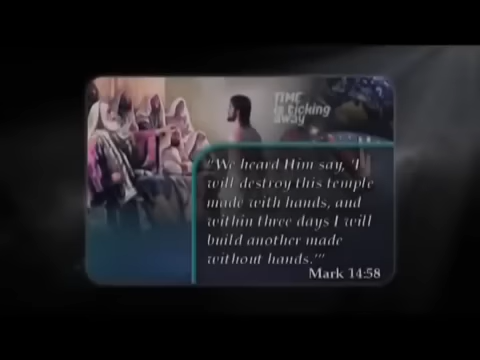 TIME
is ticking
away
"We heard Him say, 'I
will destroy this temple
made with hands, and
within three days I will
build another made
without hands.'"
Mark 14:58